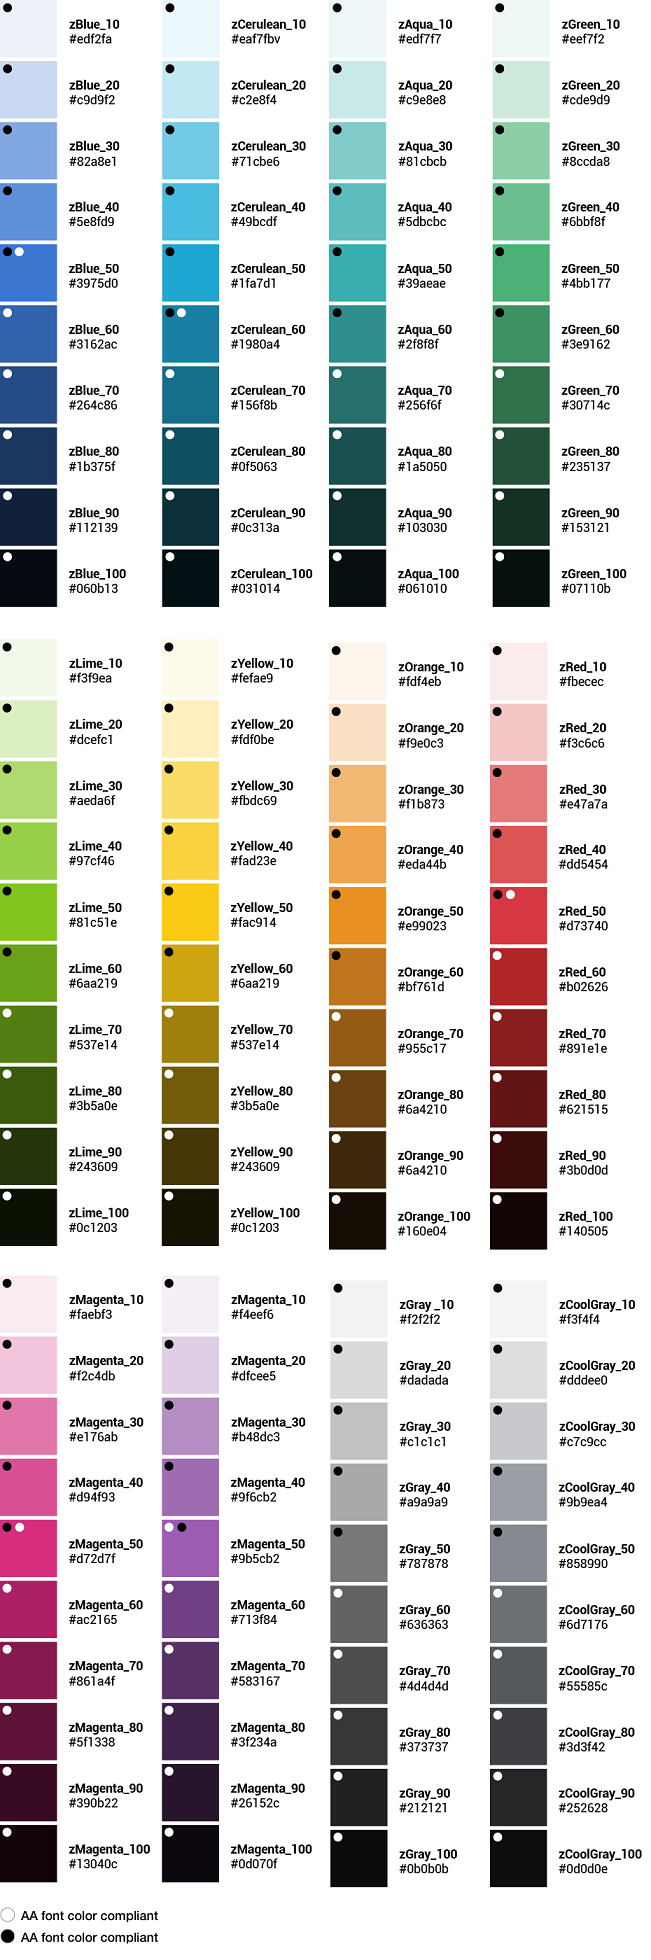 zBlue_10
#edf2fa
zBlue_20
#c9d9f2
zBlue_30
#82a8e1
zBlue_40
#5e8fd9
zBlue_50
#3975d0
zBlue_60
#3162ac
zBlue_70
#264c86
zBlue_80
#1b375f
zBlue_90
#112139
zBlue_100
#060b13
zCerulean_10
#eaf7fbv
zCerulean_20
#c2e8f4
zCerulean_30
#71cbe6
zCerulean_40
#49bcdf
zCerulean_50
#1fa7d1
zCerulean_60
#1980a4
zCerulean_70
#156f8b
zCerulean_80
#0f5063
zCerulean_90
#0c313a
zCerulean_100
#031014
zAqua_10
#edf7f7
zAqua_20
#c9e8e8
zAqua_30
#81cbcb
zAqua_40
#5dbcbc
zAqua_50
#39aeae
zAqua_60
#2f8f8f
zAqua_70
#256f6f
zAqua_80
#1a5050
zAqua_90
#103030
zAqua_100
#061010
zGreen_10
#eef7f2
zGreen_20
#cde9d9
zGreen_30
#8ccda8
zGreen_40
#6bbf8f
zGreen_50
#4bb177
zGreen_60
#3e9162
zGreen_70
#30714c
zGreen_80
#235137
zGreen_90
#153121
zGreen_100
#07110b
zLime_10
#f3f9ea
zLime_20
#dcefc1
zLime_30
#aeda6f
zLime_40
#97cf46
zLime_50
#81c51e
zLime_60
#6aa219
zLime_70
#537e14
zLime_80
#3b5a0e
zLime_90
#243609
zLime_100
#0c1203
zYellow_10
#fefae9
zYellow_20
#fdf0be
zYellow_30
#fbdc69
zYellow_40
#fad23e
zYellow_50
#fac914
zYellow_60
#6aa219
zYellow_70
#537e14
zYellow_80
#3b5a0e
zYellow_90
#243609
zYellow_100
#0c1203
zOrange_10
#fdf4eb
zOrange_20
#f9e0c3
zOrange_30
#f1b873
zOrange_40
#eda44b
zOrange_50
#e99023
zOrange_60
#bf761d
zOrange_70
#955c17
zOrange_80
#6a4210
zOrange_90
#6a4210
zOrange_100
#160e04
zRed_10
#fbecec
zRed_20
#f3c6c6
zRed_30
#e47a7a
zRed_40
#dd5454
zRed_50
#d73740
zRed_60
#b02626
zRed_70
#891e1e
zRed_80
#621515
zRed_90
#3b0d0d
zRed_100
#140505
zMagenta_10
#faebf3
zMagenta_20
#f2c4db
zMagenta_30
#e176ab
zMagenta_40
#d94f93
zMagenta_50
#d72d7f
zMagenta_60
#ac2165
zMagenta_70
#861a4f
zMagenta_80
#5f1338
zMagenta_90
#390b22
zMagenta_100
#13040c
zMagenta_10
#f4eef6
zMagenta_20
#dfcee5
zMagenta_30
#b48dc3
zMagenta_40
#9f6cb2
zMagenta_50
#9b5cb2
zMagenta_60
#713f84
zMagenta_70
#583167
zMagenta_80
#3f234a
zMagenta_90
#26152c
zMagenta_100
#0d070f
zGray _10
#f2f2f2
zGray_20
#dadada
zGray_30
#c1c1c1
zGray_40
#a9a9a9
zGray_50
#787878
zGray_60
#636363
zGray_70
#4d4d4d
zGray_80
#373737
zGray_90
#212121
zGray_100
#0b0b0b
zCoolGray_10
#f3f4f4
zCoolGray_20
#dddee0
zCoolGray_30
#c7c9cc
zCoolGray_40
#9b9ea4
zCoolGray_50
#858990
zCoolGray_60
#6d7176
zCoolGray_70
#55585c
zCoolGray_80
#3d3f42
zCoolGray_90
#252628
zCoolGray_100
#0d0d0e
AA font color compliant
AA font color compliant